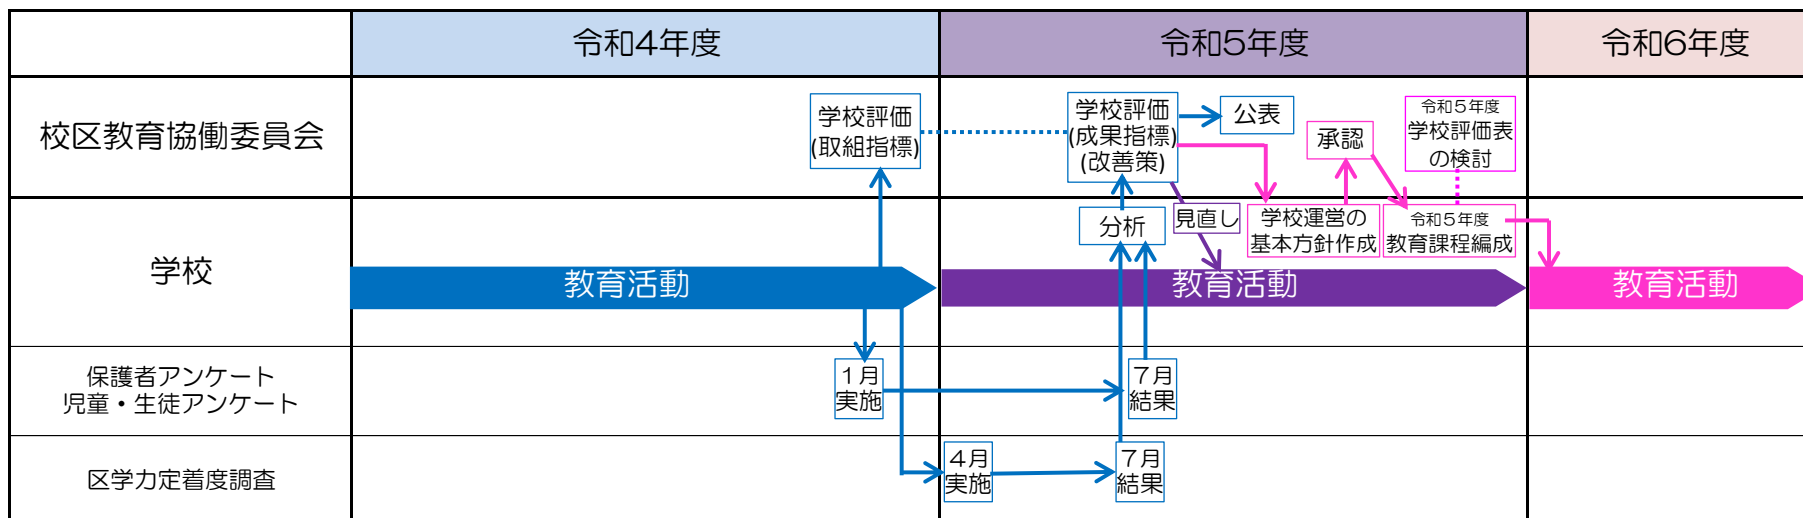 令和4年度
令和5年度
令和6年度
校区教育協働委員会
学校評価
(取組指標)
学校評価
(成果指標)
(改善策)
公表
承認
令和5年度
学校評価表
の検討
学校
分析
見直し
学校運営の
基本方針作成
令和5年度
教育課程編成
教育活動
教育活動
教育活動
保護者アンケート
児童・生徒アンケート
1月
実施
7月
結果
区学力定着度調査
4月
実施
7月
結果